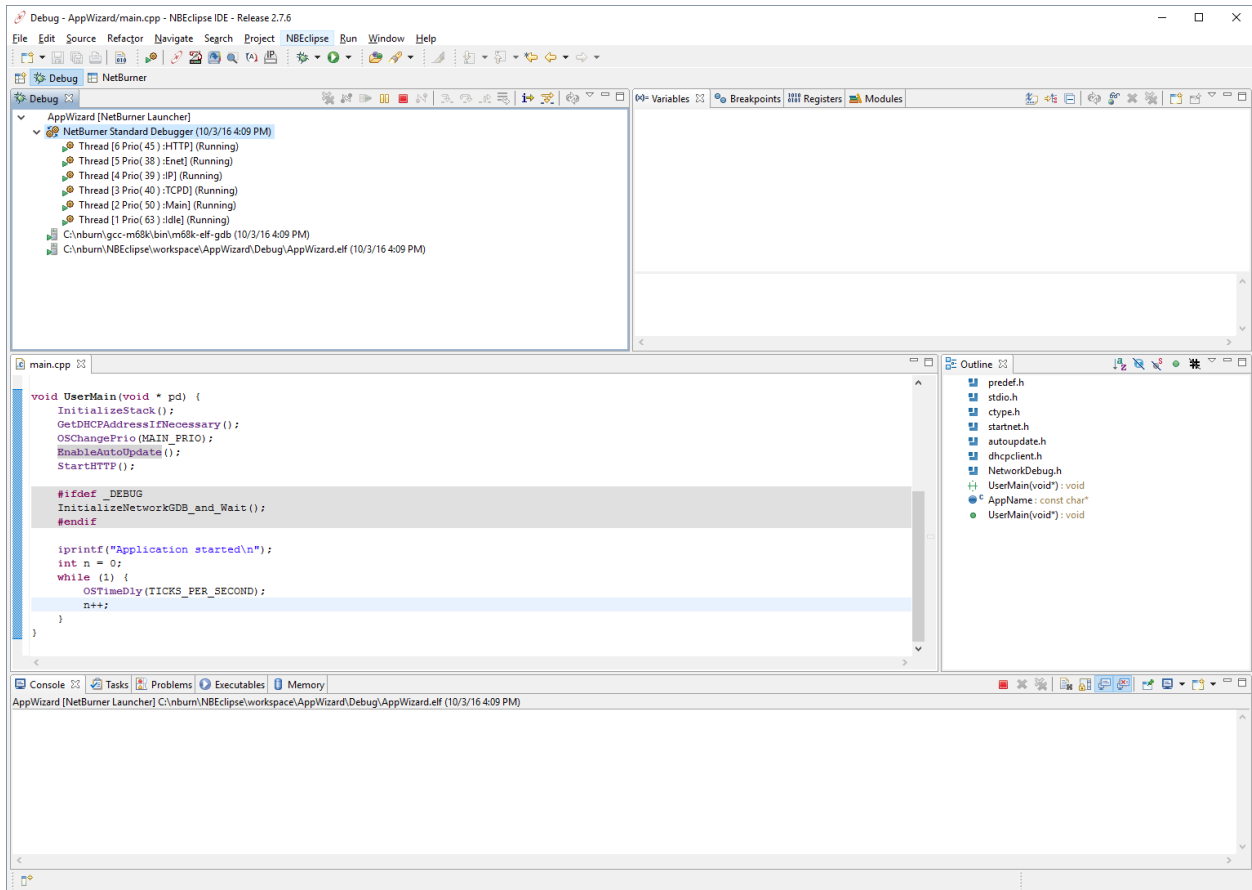 Debug - AppWizard/main.cpp - NBEclipse IDE - Release 2.7.6
File Edit Source Refactor Navigate Search Project NBEclipse Run Window Help
Debug NetBurner
Debug
(x)= Variables Breakpoints Registers Modules
AppWizard [NetBurner Launcher]
NetBurner Standard Debugger (10/3/16 4:09 PM)
Thread [6 Prio( 45 ) :HTTP] (Running)
Thread [5 Prio( 38 ) :Enet] (Running)
Thread [4 Prio( 39 ) :IP] (Running)
Thread [3 Prio( 40 ) :TCPD] (Running)
Thread [2 Prio( 50 ) :Main] (Running)
Thread [1 Prio( 63 ) :Idle] (Running)
C:\nburn\gcc-m68k\bin\m68k-elf-gdb (10/3/16 4:09 PM)
C:\nburn\NBEclipse\workspace\AppWizard\Debug\AppWizard.elf (10/3/16 4:09 PM)
main.cpp
void UserMain(void * pd) {
InitializeStack();
GetDHCPAddressIfNecessary();
OSChangePrio(MAIN_PRIO);
EnableAutoUpdate();
StartHTTP();
#ifdef _DEBUG
InitializeNetworkGDB_and_Wait();
#endif
iprintf("Application started\n");
int n = 0;
while (1) {
OSTimeDly(TICKS_PER_SECOND);
n++;
}
}
Outline
predef.h
stdio.h
ctype.h
startnet.h
autoupdate.h
dhcpclient.h
NetworkDebug.h
UserMain(void*) : void
AppName : const char*
UserMain(void*) : void
Console Tasks Problems Executables Memory
AppWizard [NetBurner Launcher] C:\nburn\NBEclipse\workspace\AppWizard\Debug\AppWizard.elf (10/3/16 4:09 PM)